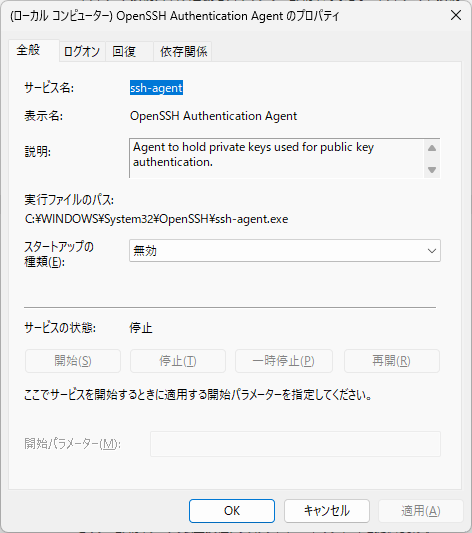 (ローカル コンピューター) OpenSSH Authentication Agent のプロパティ
全般 ログオン 回復 依存関係
サービス名: ssh-agent
表示名: OpenSSH Authentication Agent
説明: Agent to hold private keys used for public key
authentication.
実行ファイルのパス:
C:¥WINDOWS¥System32¥OpenSSH¥ssh-agent.exe
スタートアップの
種類(E): 無効
サービスの状態: 停止
開始(S) 停止(T) 一時停止(P) 再開(R)
ここでサービスを開始するときに適用する開始パラメーターを指定してください。
開始パラメーター(M):
OK キャンセル 適用(A)